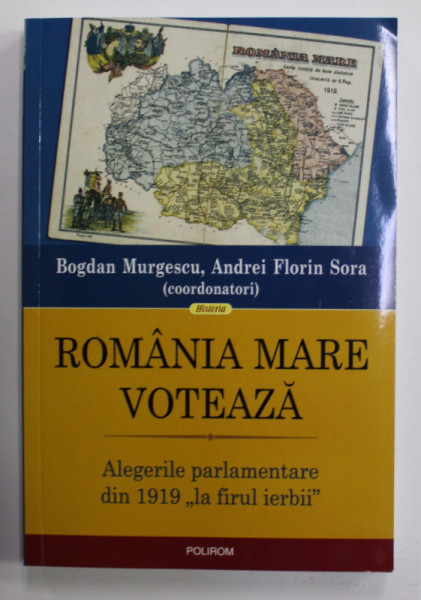 ROMÂNIA MARE
1919.
Bogdan Murgescu, Andrei Florin Sora
(coordonatori)
Historia
ROMÂNIA MARE
VOTEAZĂ
Alegerile parlamentare
din 1919 „la firul ierbii”
POLIROM